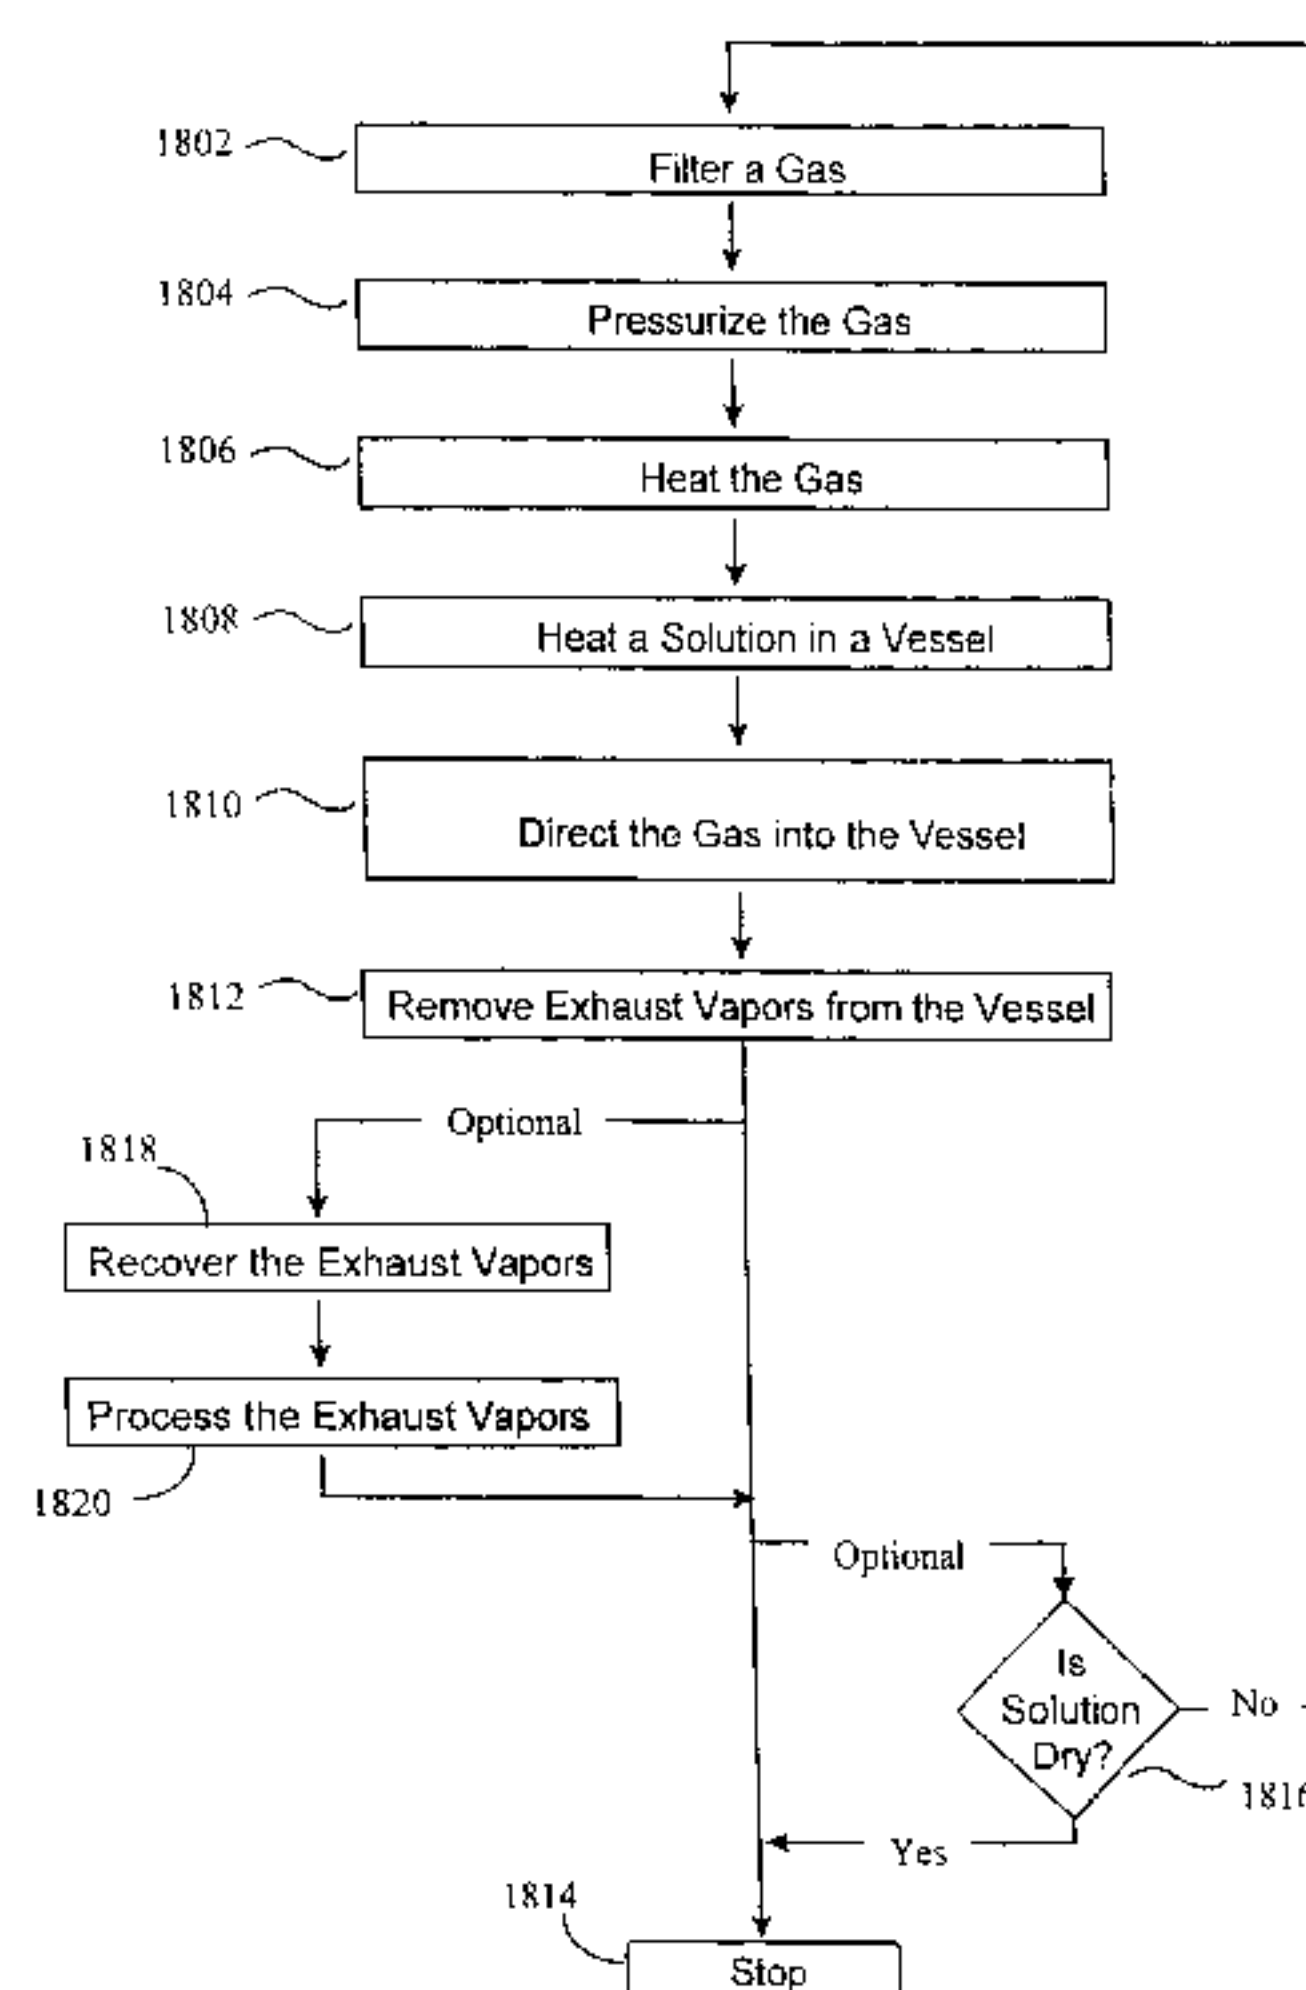 1802
Filter a Gas
1804
Pressurize the Gas
1806
Heat the Gas
1808
Heat a Solution in a Vessel
1810
Direct the Gas into the Vessel
1812
Remove Exhaust Vapors from the Vessel
Optional
1818
Recover the Exhaust Vapors
Process the Exhaust Vapors
1820
Optional
Is
Solution
Dry?
No
1816
Yes
1814
Stop